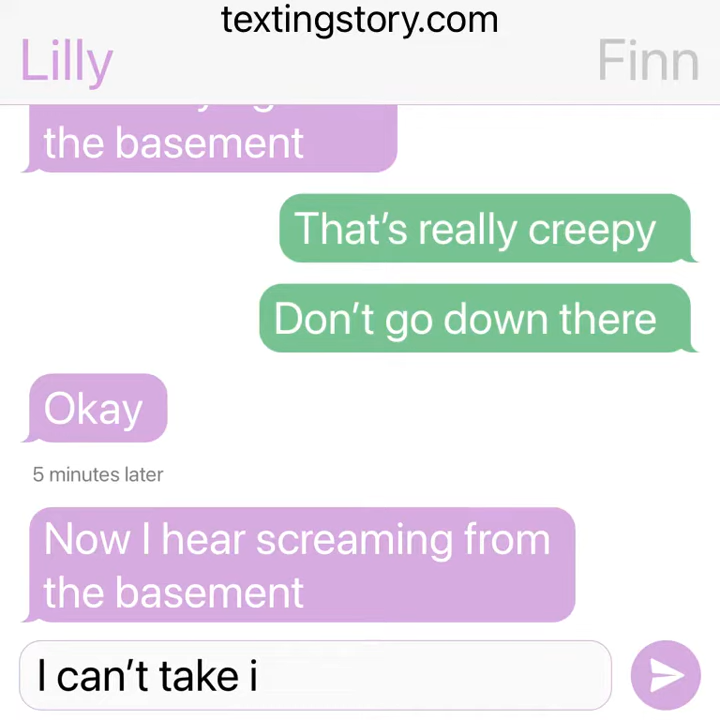 textingstory.com
Lilly
Finn
the basement
That’s really creepy
Don’t go down there
Okay
5 minutes later
Now I hear screaming from
the basement
I can’t take i